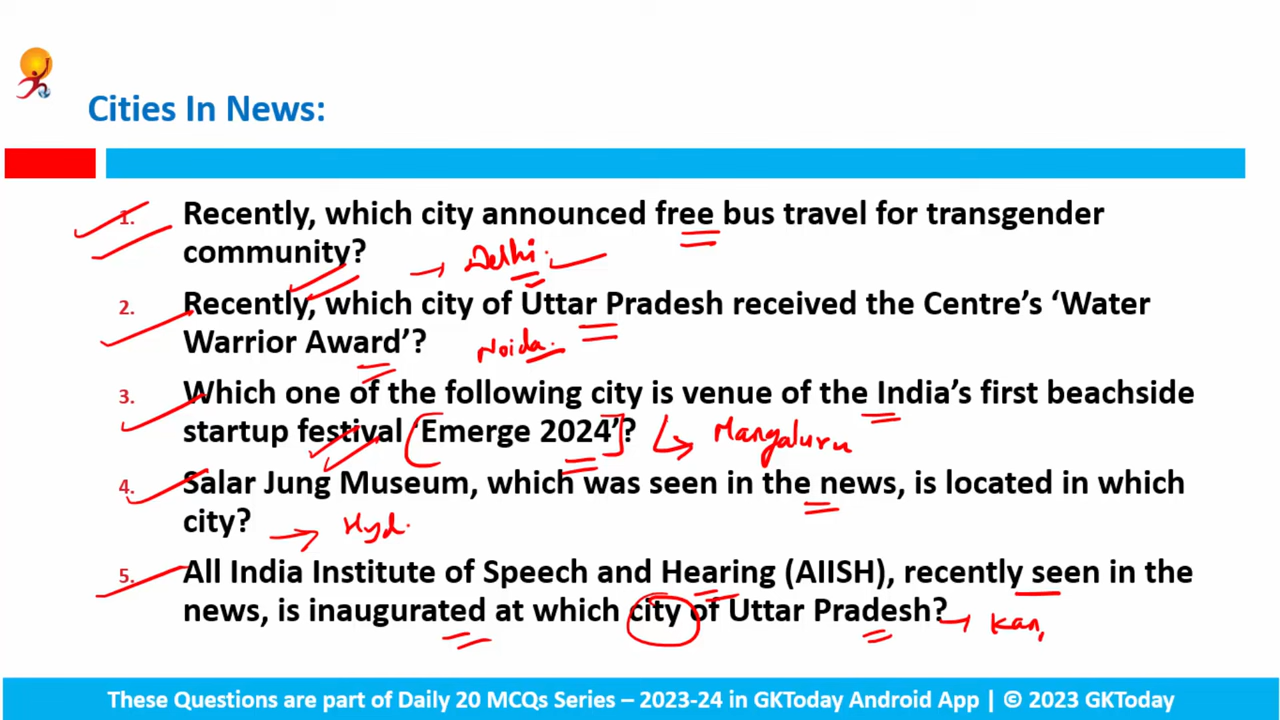 Cities In News:
1. Recently, which city announced free bus travel for transgender
community? → Delhi.
2. Recently, which city of Uttar Pradesh received the Centre's 'Water
Warrior Award'? Noida.
3. Which one of the following city is venue of the India's first beachside
startup festival 'Emerge 2024'? → Mangaluru
4. Salar Jung Museum, which was seen in the news, is located in which
city? → Hyd.
5. All India Institute of Speech and Hearing (AIISH), recently seen in the
news, is inaugurated at which city of Uttar Pradesh? → Kan
These Questions are part of Daily 20 MCQs Series – 2023-24 in GKToday Android App | © 2023 GKToday